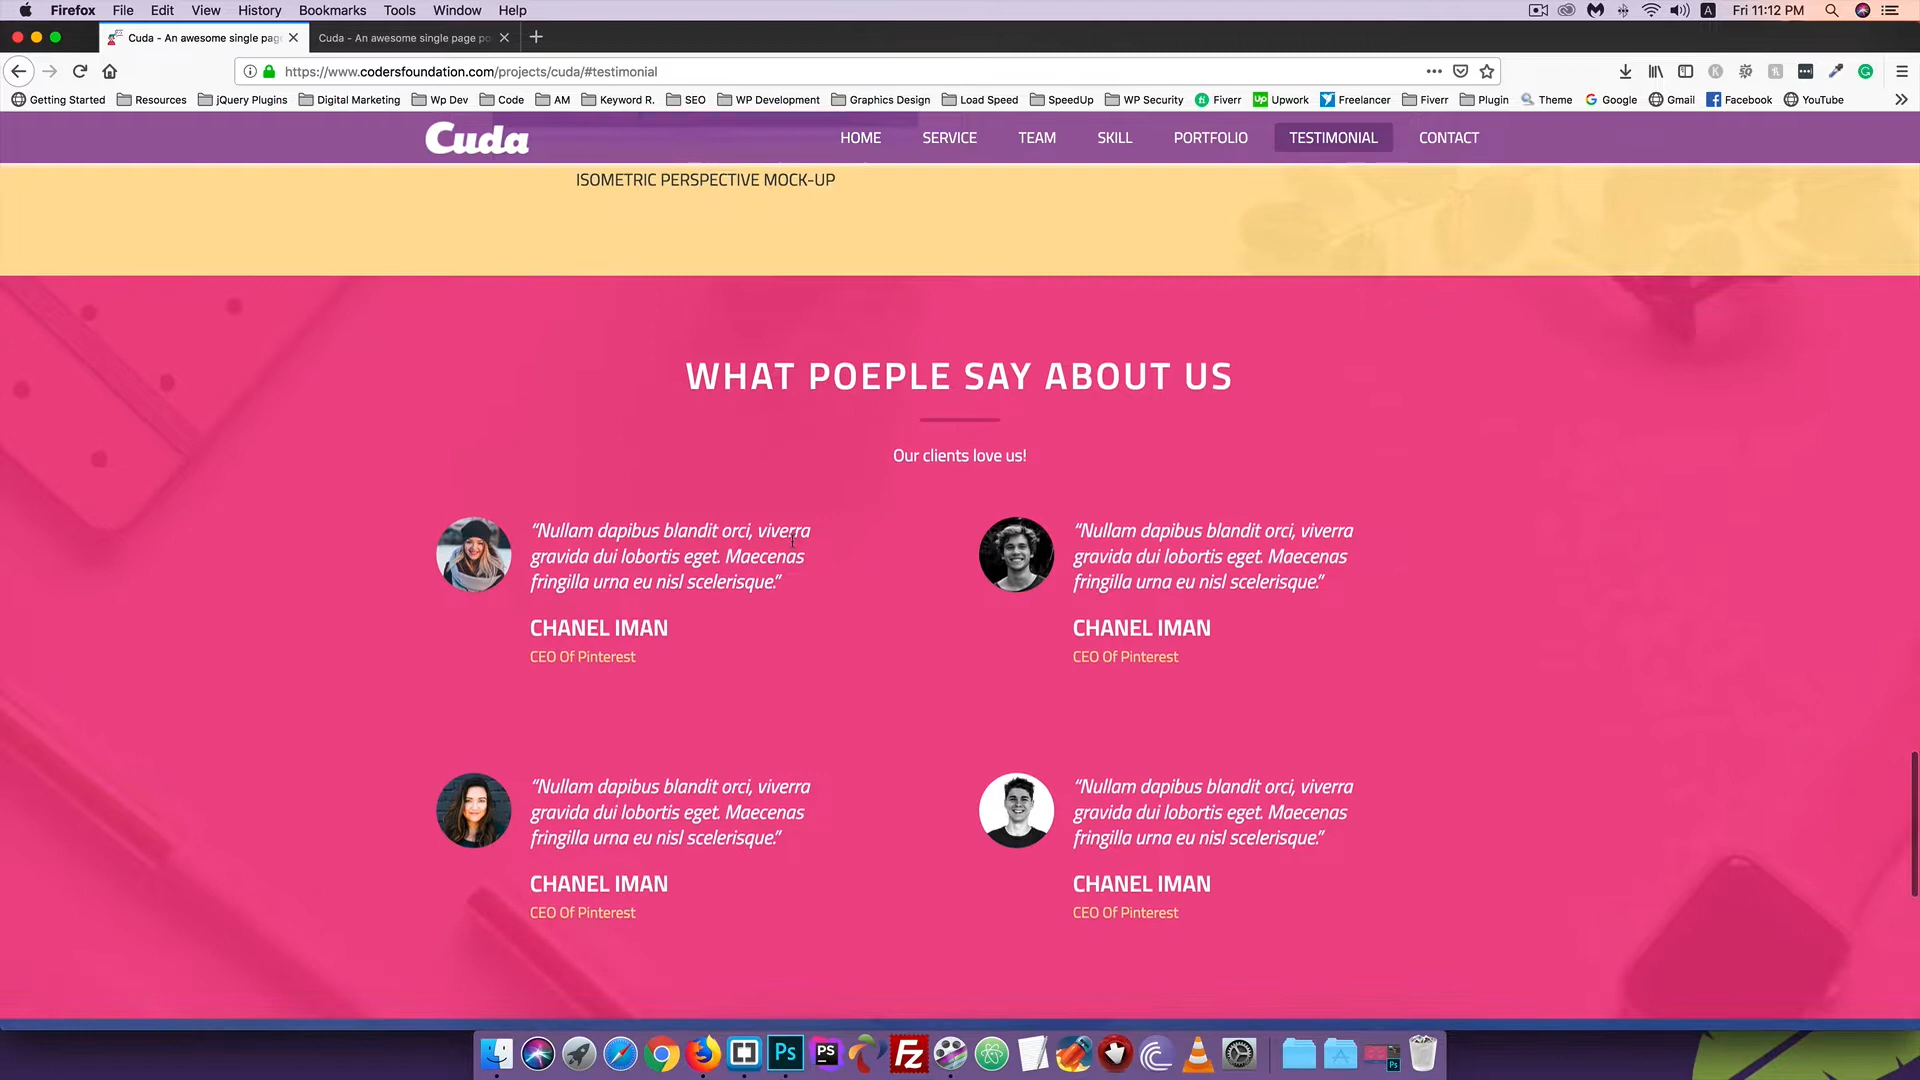 Firefox File Edit View History Bookmarks Tools Window Help A Fri 11:12 PM
Cuda - An awesome single pag Cuda - An awesome single page po
https://www.codersfoundation.com/projects/cuda/#testimonial
Getting Started Resources jQuery Plugins Digital Marketing Wp Dev Code AM Keyword R. SEO WP Development Graphics Design Load Speed SpeedUp WP Security Fiverr Upwork Freelancer Fiverr Plugin Theme Google Gmail Facebook YouTube
Cuda HOME SERVICE TEAM SKILL PORTFOLIO TESTIMONIAL CONTACT
ISOMETRIC PERSPECTIVE MOCK-UP
WHAT POEPLE SAY ABOUT US
Our clients love us!
“Nullam dapibus blandit orci, viverra
gravida dui lobortis eget. Maecenas
fringilla urna eu nisl scelerisque.”
CHANEL IMAN
CEO Of Pinterest
“Nullam dapibus blandit orci, viverra
gravida dui lobortis eget. Maecenas
fringilla urna eu nisl scelerisque.”
CHANEL IMAN
CEO Of Pinterest
“Nullam dapibus blandit orci, viverra
gravida dui lobortis eget. Maecenas
fringilla urna eu nisl scelerisque.”
CHANEL IMAN
CEO Of Pinterest
“Nullam dapibus blandit orci, viverra
gravida dui lobortis eget. Maecenas
fringilla urna eu nisl scelerisque.”
CHANEL IMAN
CEO Of Pinterest
Ps PS Fz Ps